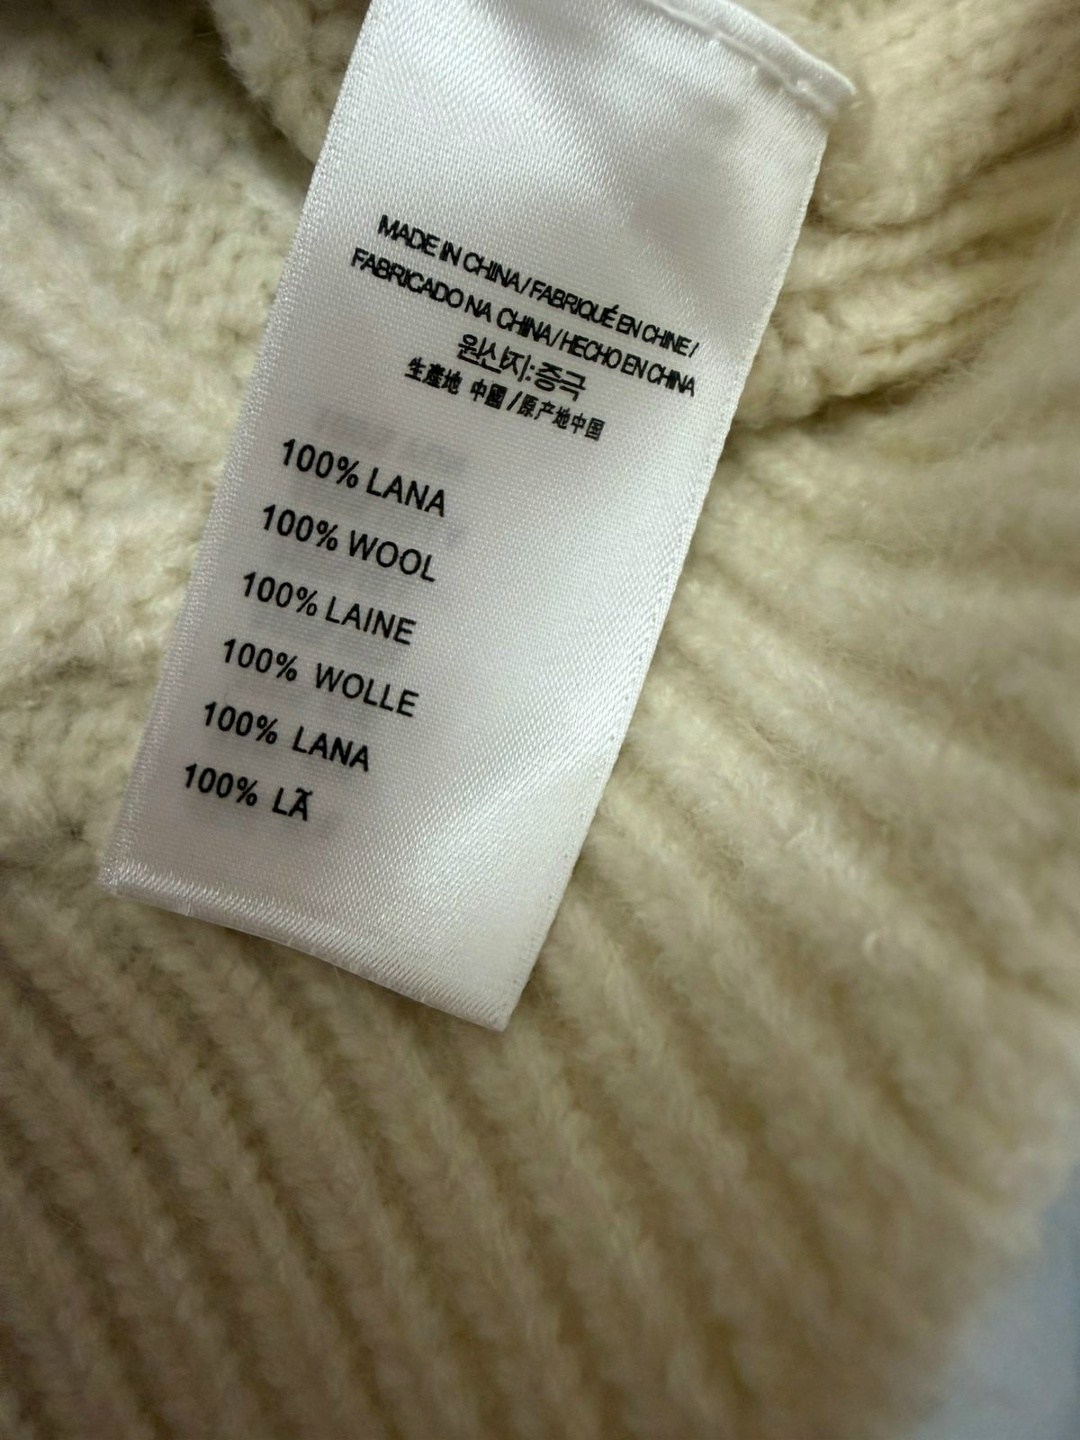 MADE IN CHINA / FABRIQUÉ EN CHINE /
FABRICADO NA CHINA / HECHO EN CHINA
원산지:중국
生產地 中國 / 原产地中国
100% LANA
100% WOOL
100% LAINE
100% WOLLE
100% LANA
100% LÃ